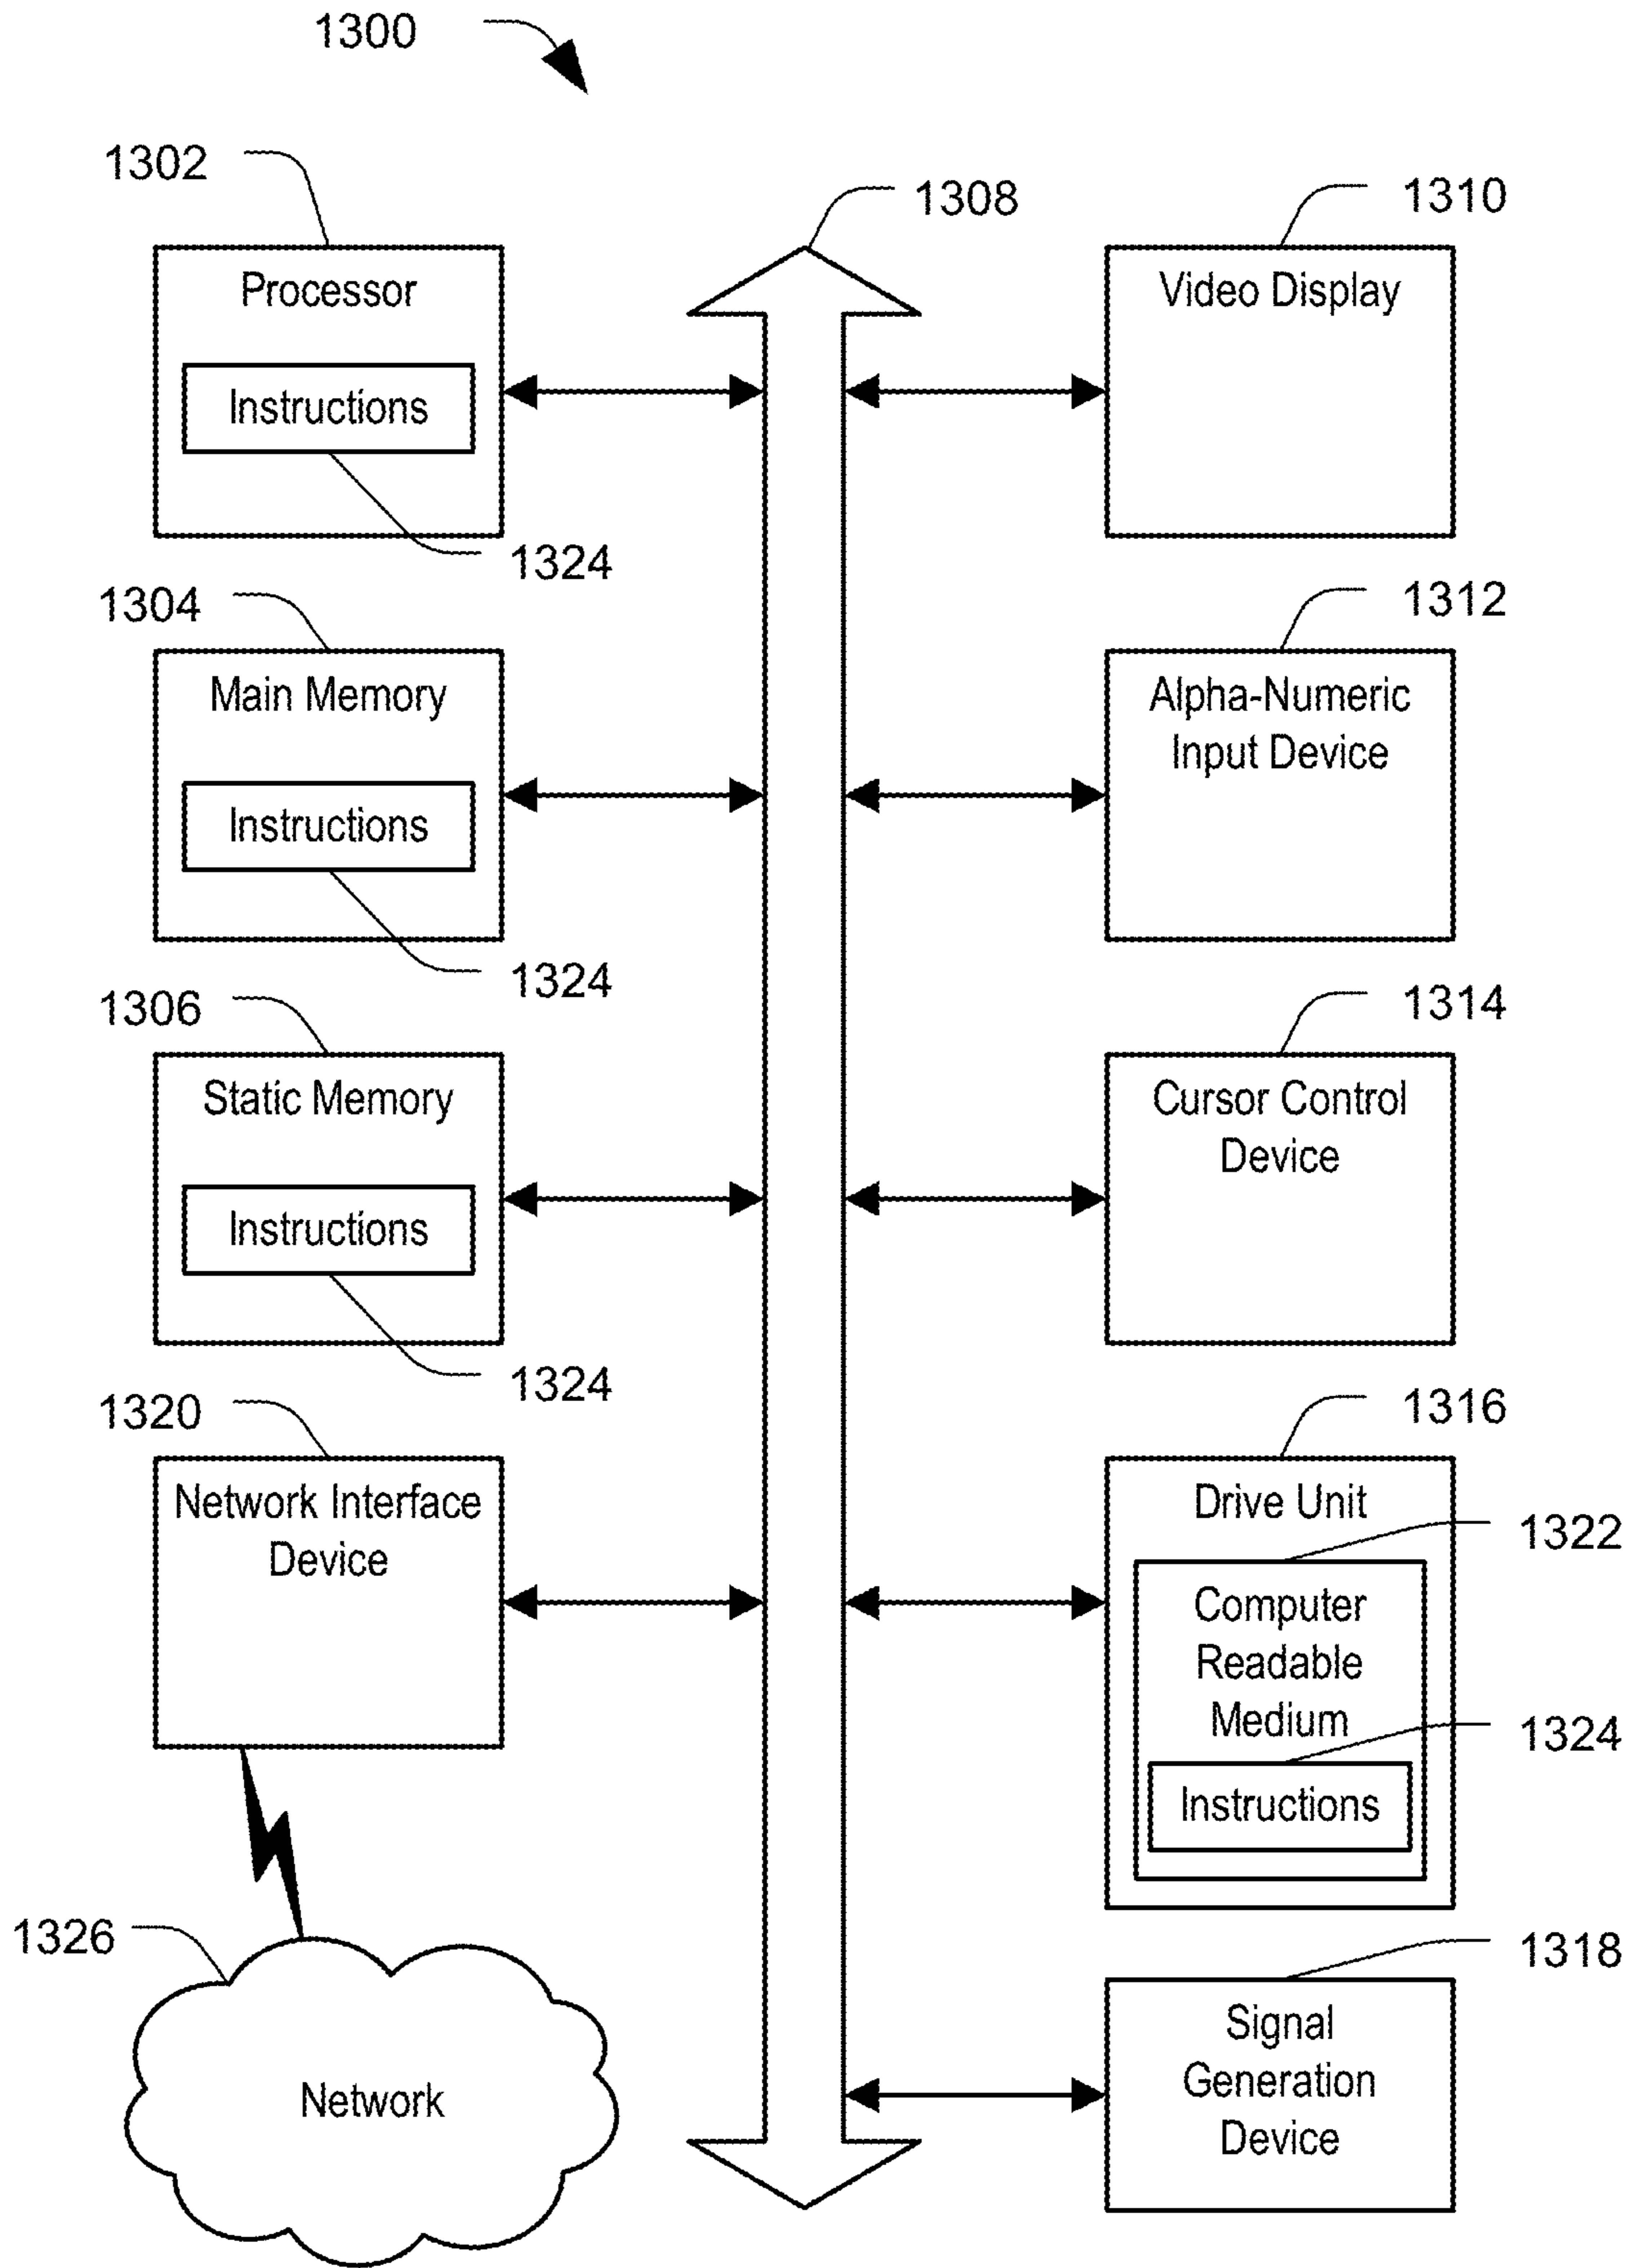 1300
1302
1308
1310
Processor
Instructions
1324
Video Display
1304
1312
Main Memory
Instructions
1324
Alpha-Numeric
Input Device
1306
1314
Static Memory
Instructions
1324
Cursor Control
Device
1320
1316
Network Interface
Device
Drive Unit
1322
Computer
Readable
Medium
1324
Instructions
1326
Network
1318
Signal
Generation
Device